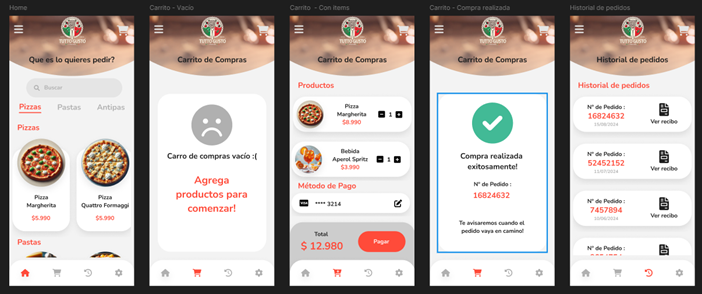 Home
TUTTI GUSTO
Que es lo quieres pedir?
Buscar
Pizzas
Pastas
Antipas
Pizzas
Pizza
Margherita
$5.990
Pizza
Quattro Formaggi
$5.990
Pastas
Carrito - Vacío
Carrito de Compras
Carro de compras vacío :(
Agrega
productos para
comenzar!
Carrito - Con items
Carrito de Compras
Productos
Pizza
Margherita
$8.990
1
Bebida
Aperol Spritz
$3.990
1
Método de Pago
VISA
**** 3214
Total
$ 12.980
Pagar
Carrito - Compra realizada
Carrito de Compras
Compra realizada
exitosamente!
N° de Pedido :
16824632
Te avisaremos cuando el
pedido vaya en camino!
Historial de pedidos
Historial de pedidos
Historial de pedidos
N° de Pedido :
16824632
Ver recibo
N° de Pedido :
52452152
11/07/2024
Ver recibo
N° de Pedido :
7457894
Ver recibo
N° de Pedido :